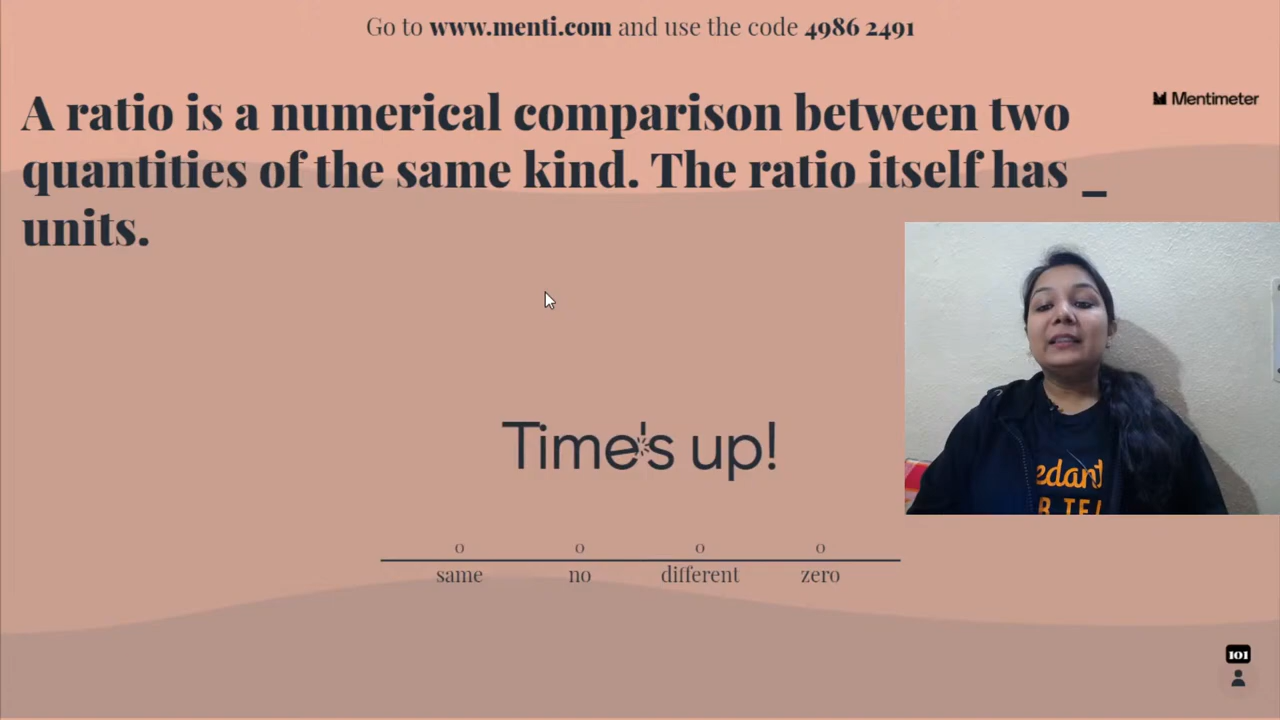 Go to www.menti.com and use the code 4986 2491
Mentimeter
A ratio is a numerical comparison between two
quantities of the same kind. The ratio itself has _
units.
Time's up!
0 0 0 0
same no different zero
edant
101